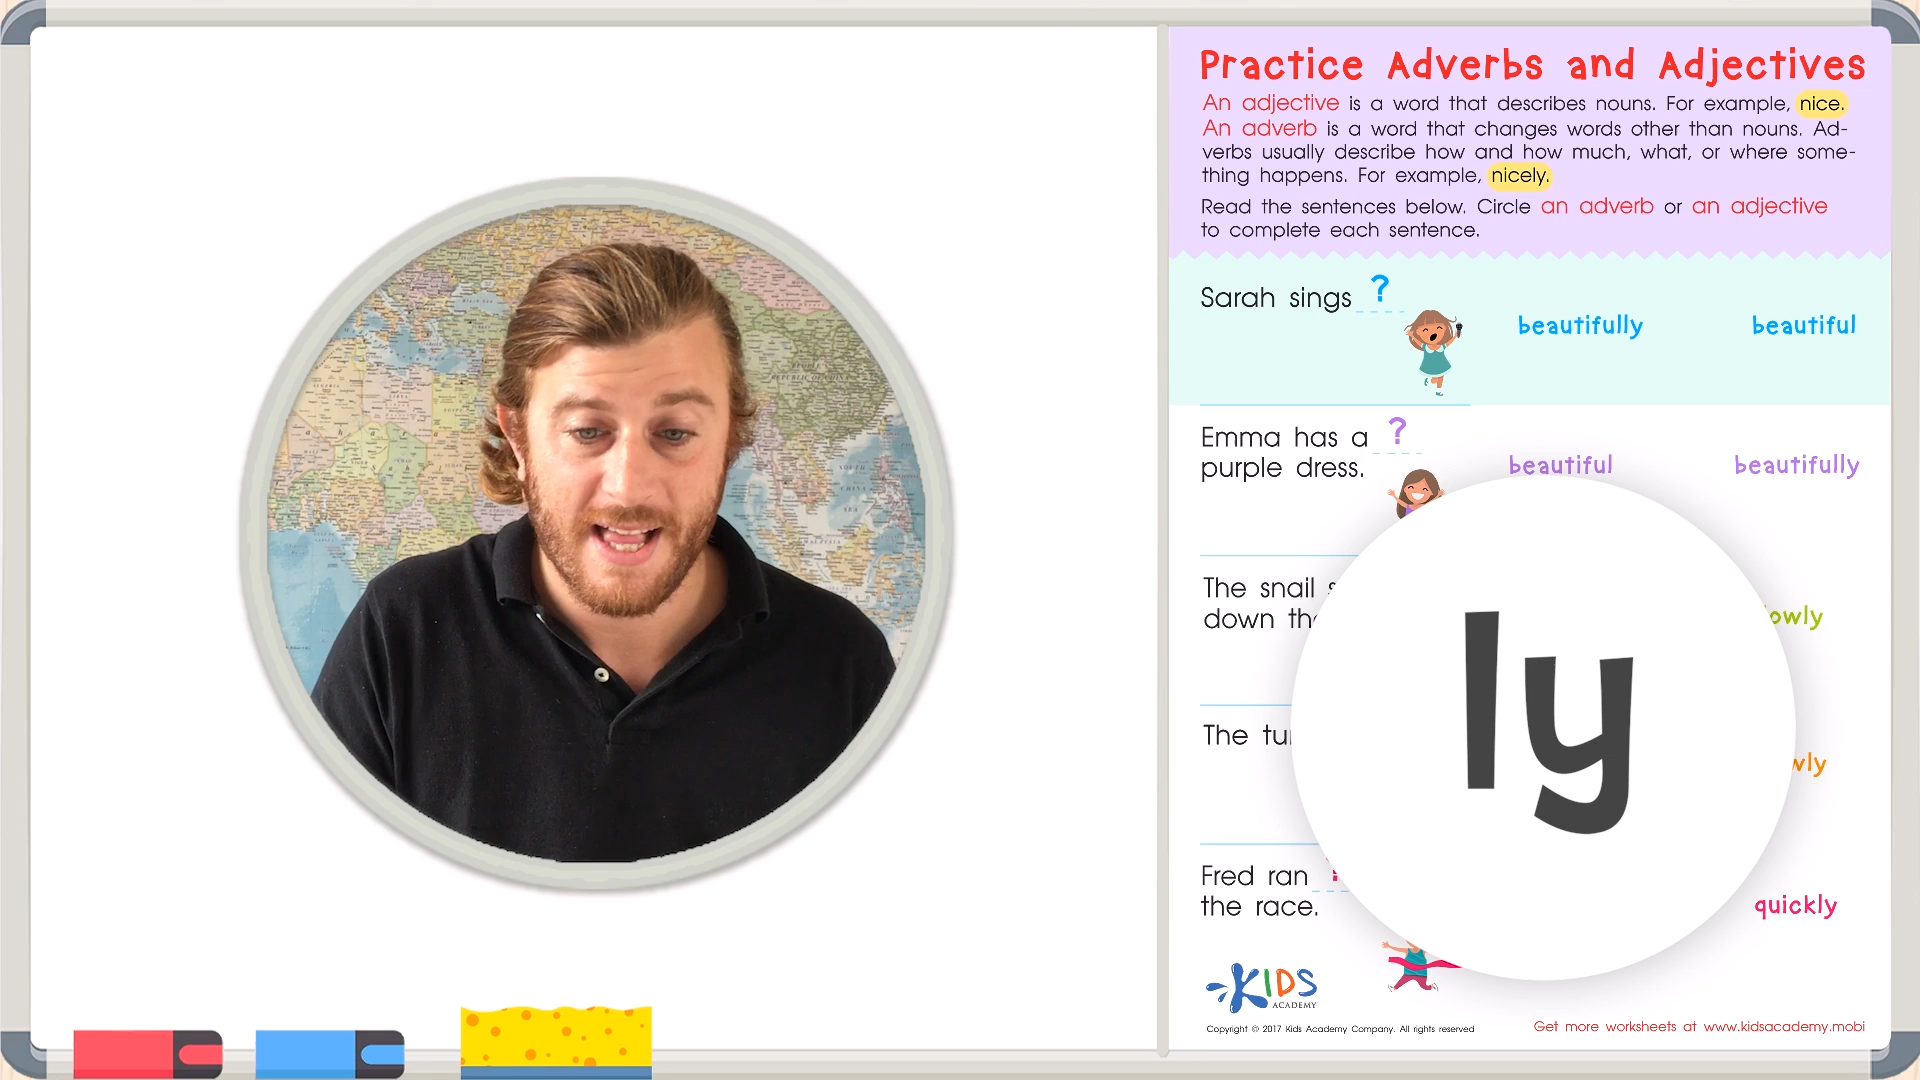 Practice Adverbs and Adjectives
An adjective is a word that describes nouns. For example, nice.
An adverb is a word that changes words other than nouns. Ad-
verbs usually describe how and how much, what, or where some-
thing happens. For example, nicely.
Read the sentences below. Circle an adverb or an adjective
to complete each sentence.
Sarah sings ?
beautifully beautiful
Emma has a ?
purple dress.
beautiful beautifully
The snail
down
owly
The
wly
ly
Fred ran
the race.
quickly
KIDS
ACADEMY
Copyright © 2017 Kids Academy Company. All rights reserved
Get more worksheets at www.kidsacademy.mobi